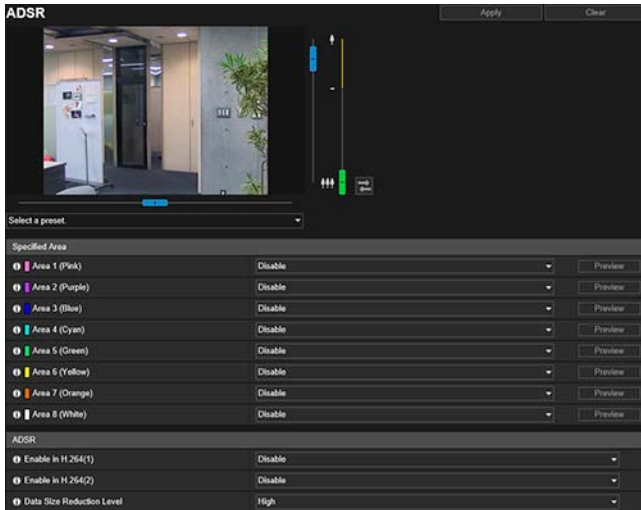 ADSR
Apply
Clear
Select a preset.
Specified Area
Area 1 (Pink)
Disable
Preview
Area 2 (Purple)
Disable
Preview
Area 3 (Blue)
Disable
Preview
Area 4 (Cyan)
Disable
Preview
Area 5 (Green)
Disable
Preview
Area 6 (Yellow)
Disable
Preview
Area 7 (Orange)
Disable
Preview
Area 8 (White)
Disable
Preview
ADSR
Enable in H.264(1)
Disable
Enable in H.264(2)
Disable
Data Size Reduction Level
High